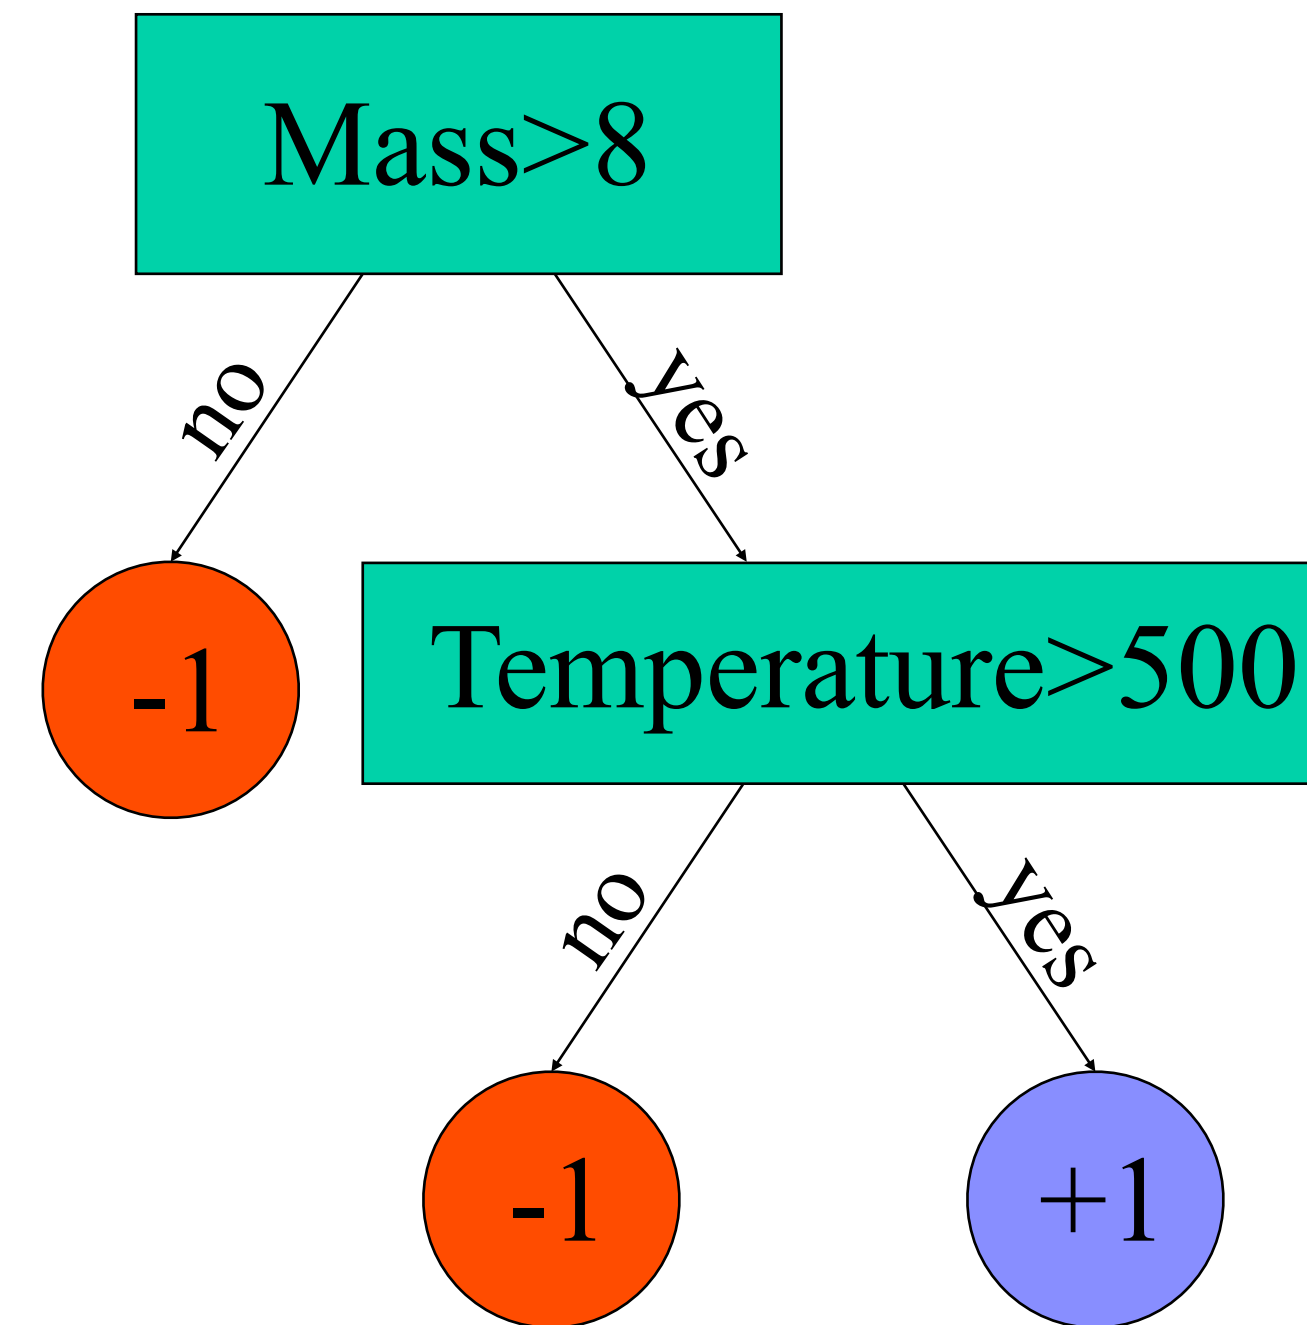 Mass>8
no
yes
-1
Temperature>500
no
yes
-1
+1